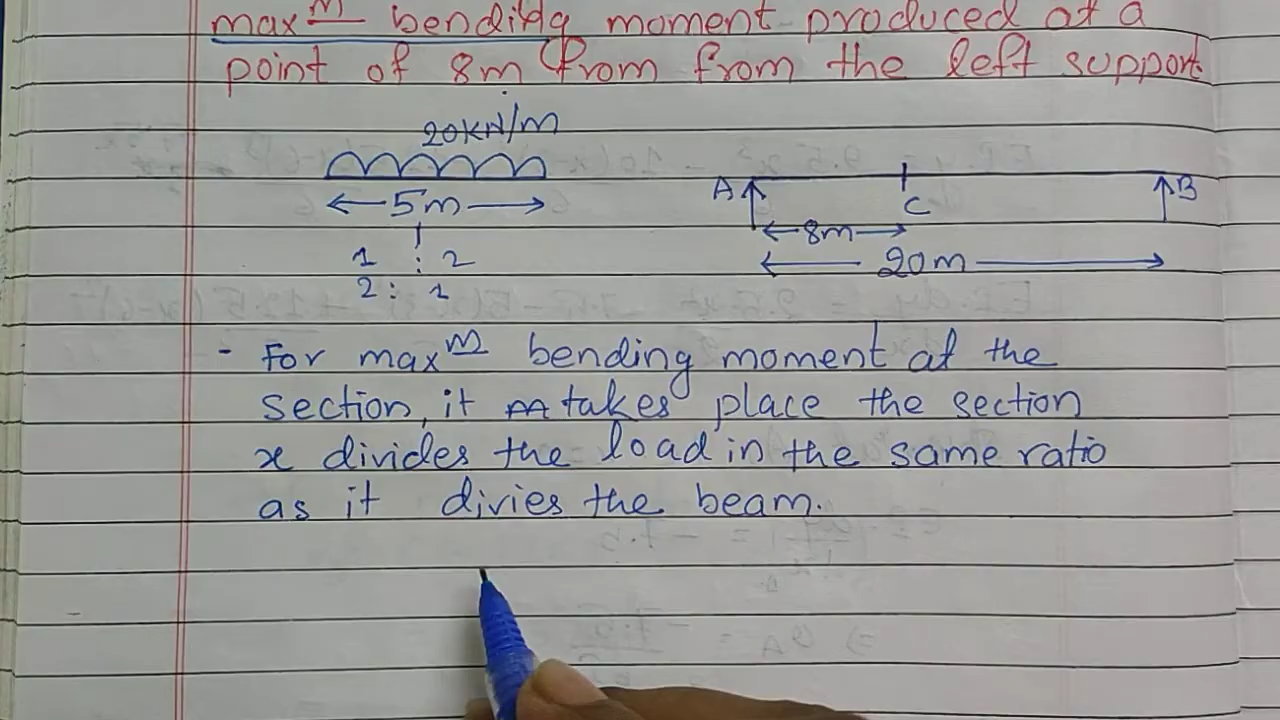 max^m bending moment produced at a
point of 8m from from the left support.
20KN/m
5m
1 : 2
2 : 1
A C B
8m
20m
- For max^m bending moment at the
section, it takes place the section
x divides the load in the same ratio
as it divies the beam.